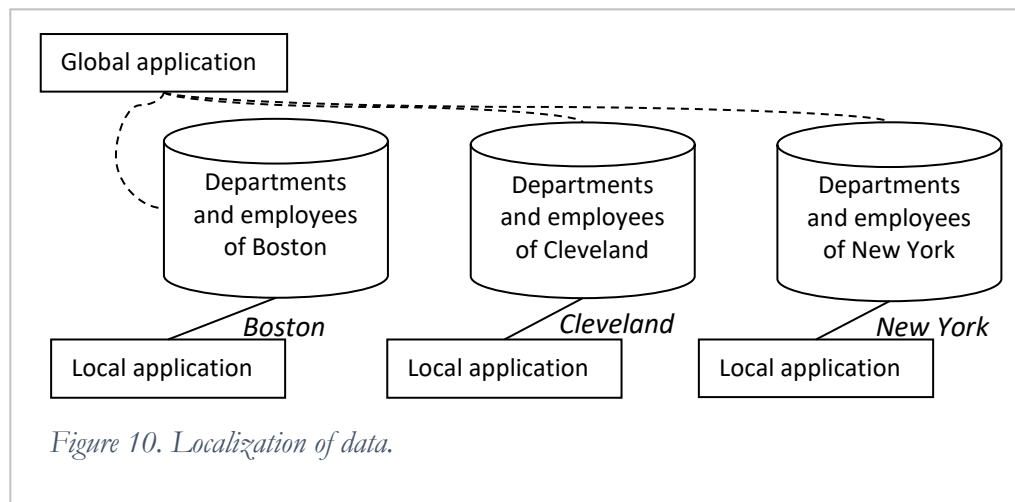 Global application
Departments
and employees
of Boston
Departments
and employees
of Cleveland
Departments
and employees
of New York
Boston
Cleveland
New York
Local application
Local application
Local application
Figure 10. Localization of data.